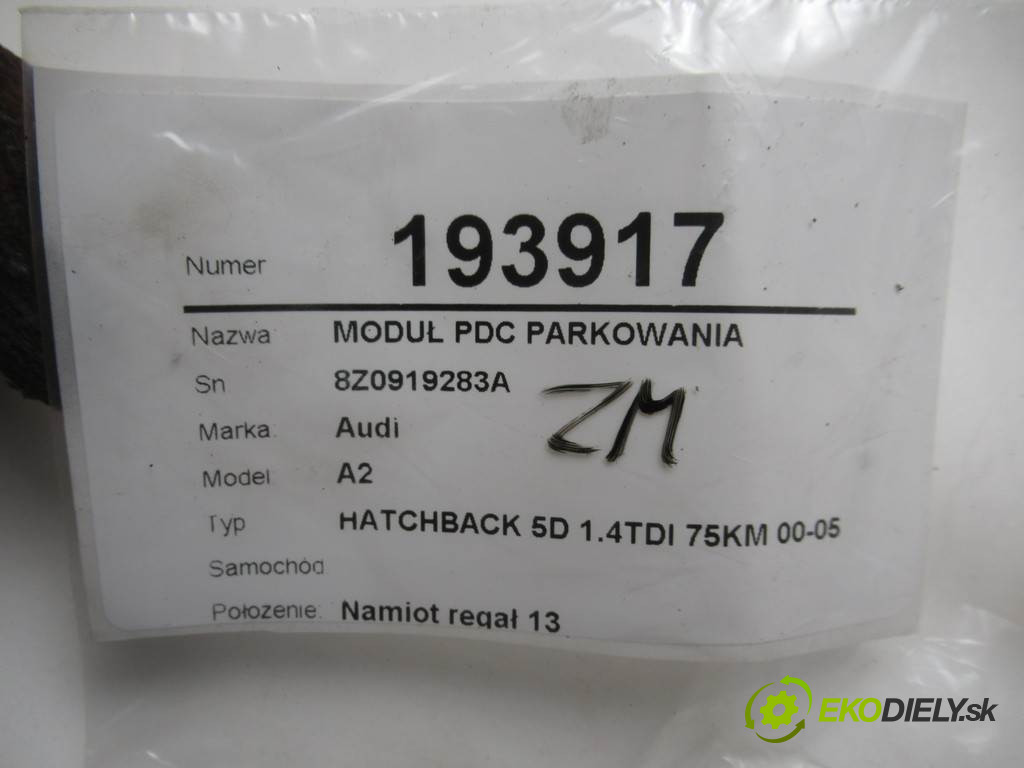 Numer 193917
Nazwa MODUŁ PDC PARKOWANIA
Sn 8Z0919283A
ZM
Marka: Audi
Model A2
Typ HATCHBACK 5D 1.4TDI 75KM 00-05
Samochód
Położenie: Namiot regał 13
EKODIELY.sk